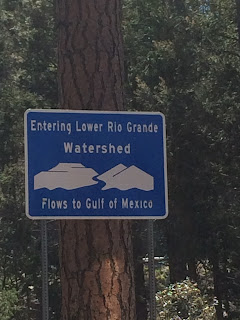 Entering Lower Rio Grande
Watershed
Flows to Gulf of Mexico